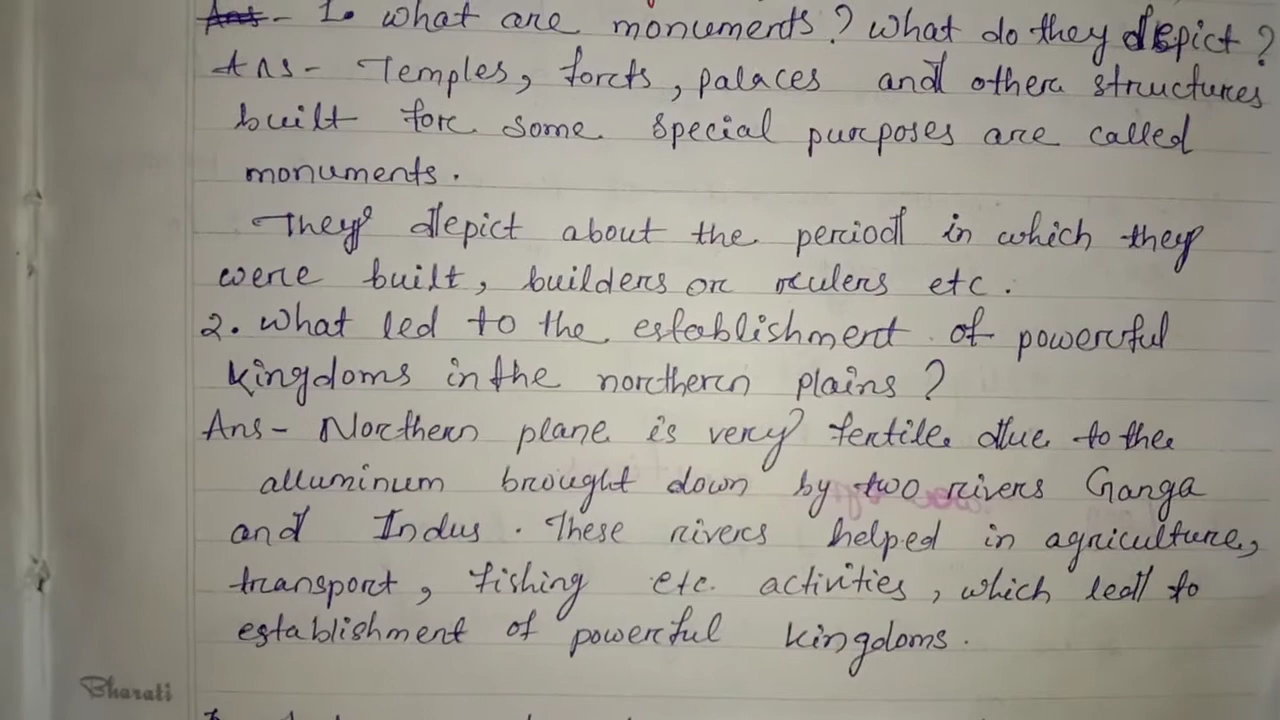 Ans - 1. What are monuments? What do they depict?
Ans - Temples, forts, palaces and other structures
built for some special purposes are called
monuments.
They depict about the period in which they
were built, builders or rulers etc.
2. What led to the establishment of powerful
kingdoms in the northern plains?
Ans - Northern plane is very fertile due to the
alluminum brought down by two rivers Ganga
and Indus. These rivers helped in agriculture,
transport, fishing etc. activities, which led to
establishment of powerful kingdoms.
Bharati